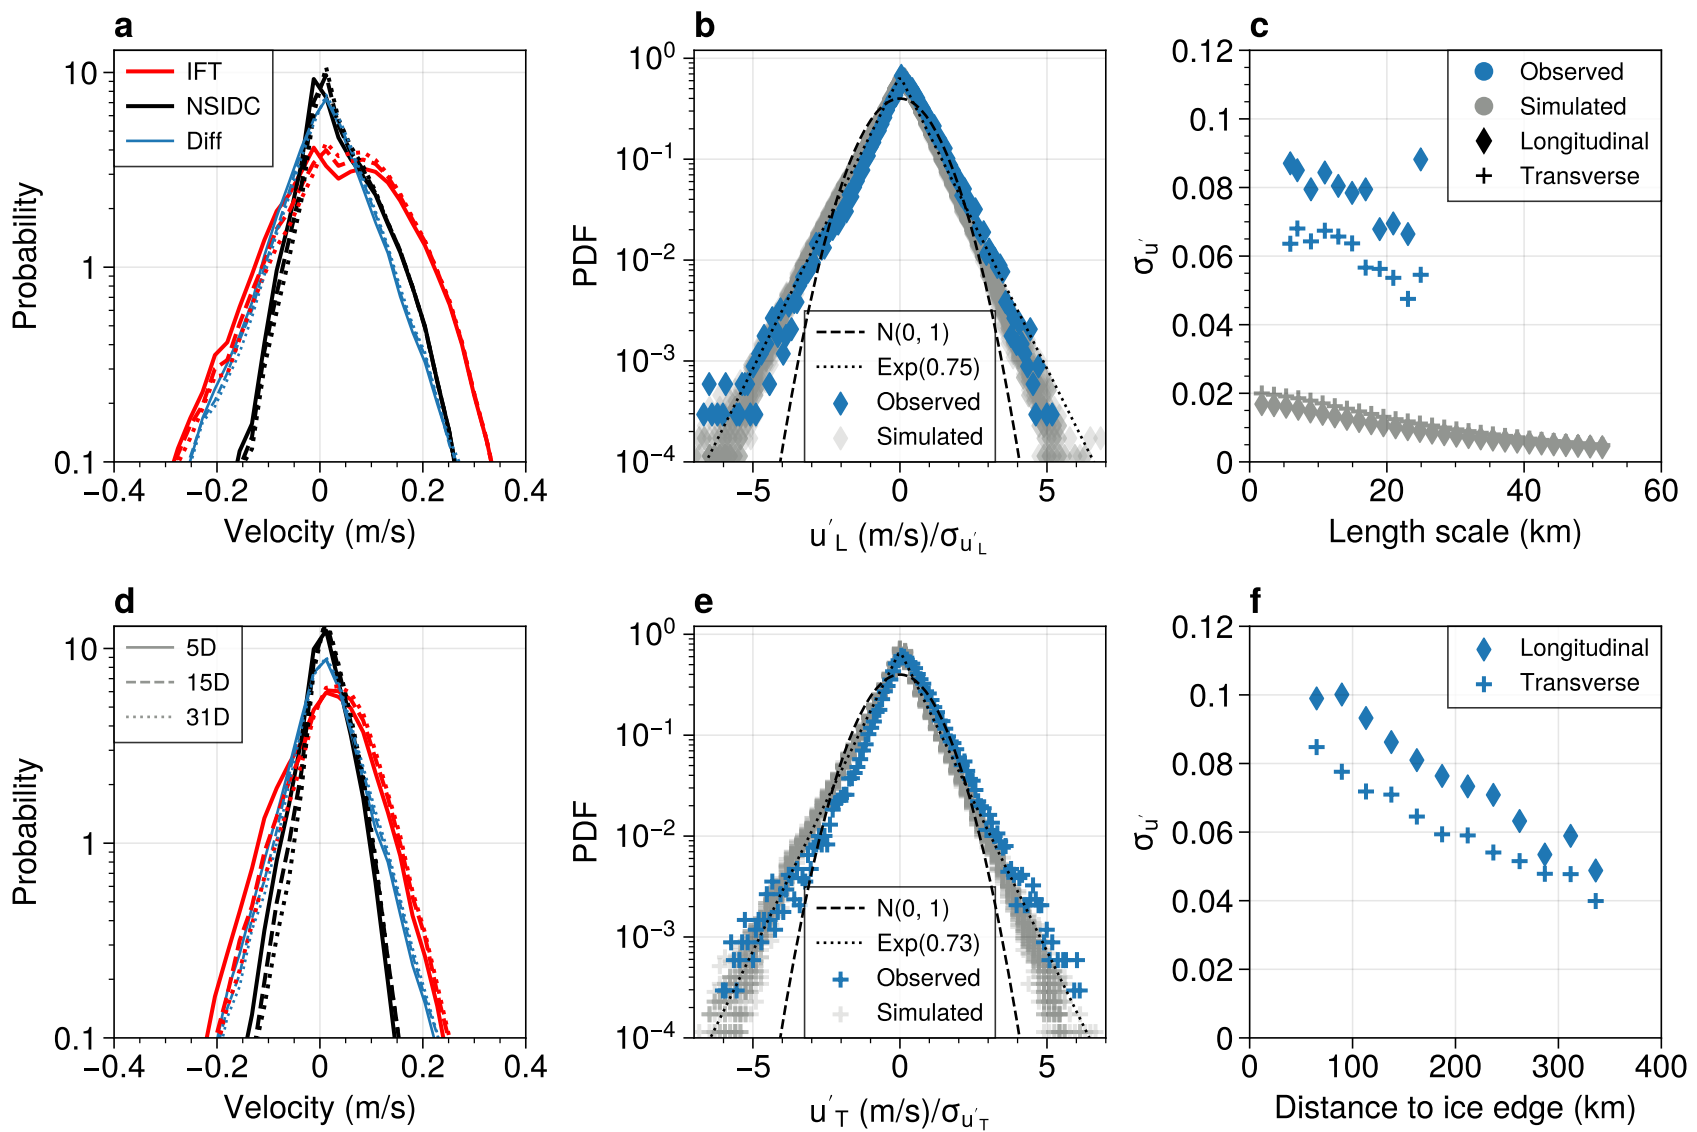 a
10
1
0.1
−0.4
−0.2
0
0.2
0.4
Probability
Velocity (m/s)
IFT
NSIDC
Diff
b
10⁰
10⁻¹
10⁻²
10⁻³
10⁻⁴
−5
0
5
PDF
u′L (m/s)/σu′L
N(0, 1)
Exp(0.75)
Observed
Simulated
c
0.12
0.1
0.08
0.06
0.04
0.02
0
0
20
40
60
σu′
Length scale (km)
Observed
Simulated
Longitudinal
Transverse
d
10
1
0.1
−0.4
−0.2
0
0.2
0.4
Probability
Velocity (m/s)
5D
15D
31D
e
10⁰
10⁻¹
10⁻²
10⁻³
10⁻⁴
−5
0
5
PDF
u′T (m/s)/σu′T
N(0, 1)
Exp(0.73)
Observed
Simulated
f
0.12
0.1
0.08
0.06
0.04
0.02
0
0
100
200
300
400
σu′
Distance to ice edge (km)
Longitudinal
Transverse